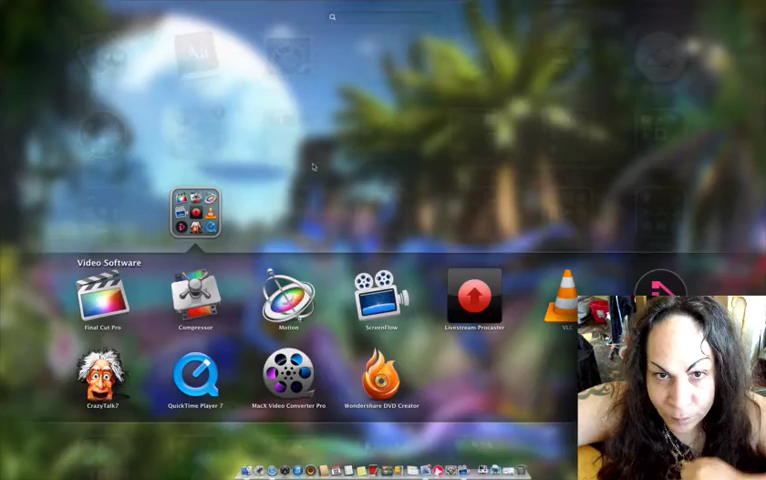 Video Software
Final Cut Pro
Compressor
Motion
ScreenFlow
Livestream Procaster
VLC
CrazyTalk7
QuickTime Player 7
MacX Video Converter Pro
Wondershare DVD Creator